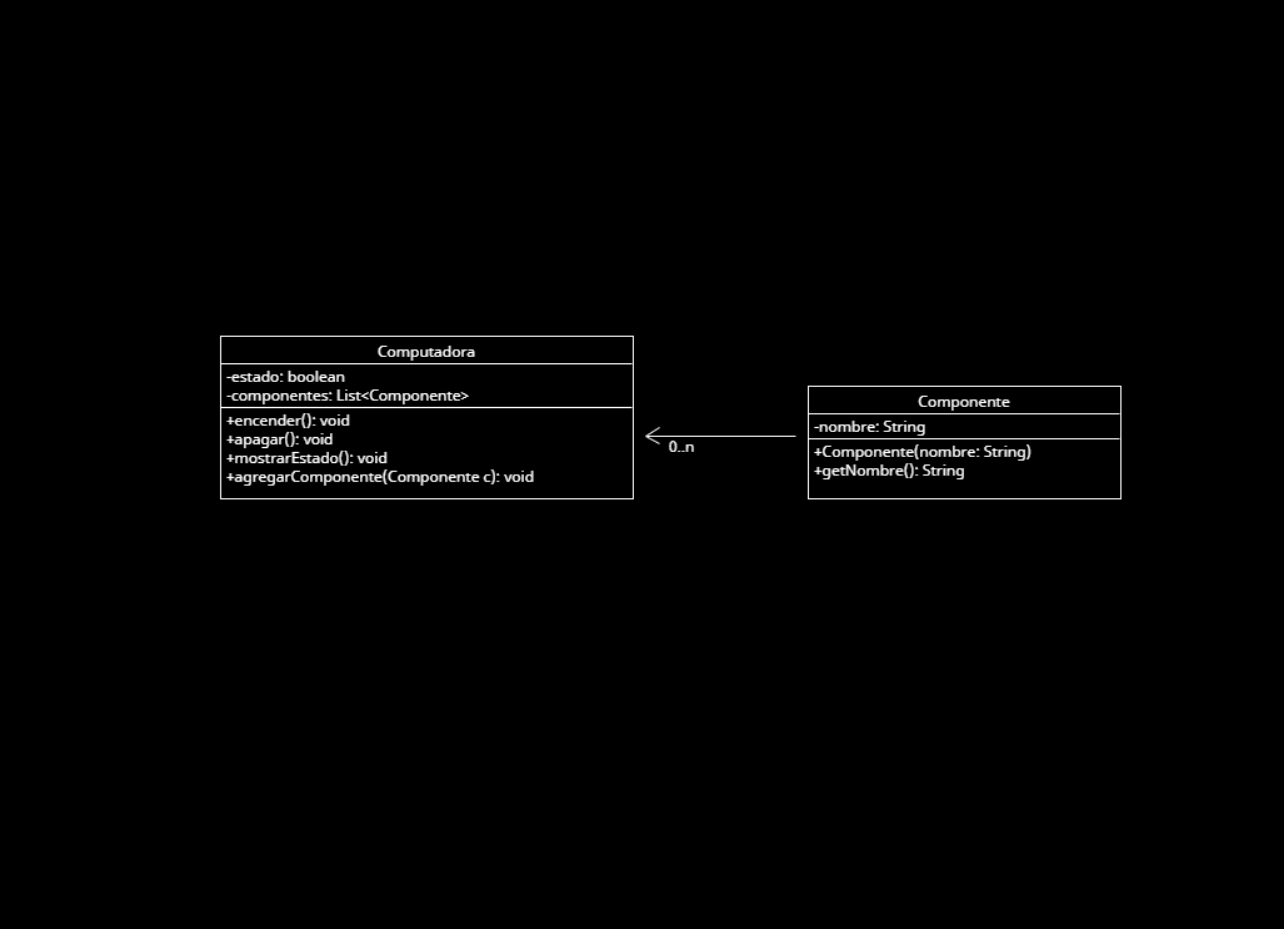 Computadora
-estado: boolean
-componentes: List<Componente>
+encender(): void
+apagar(): void
+mostrarEstado(): void
+agregarComponente(Componente c): void
0..n
Componente
-nombre: String
+Componente(nombre: String)
+getNombre(): String